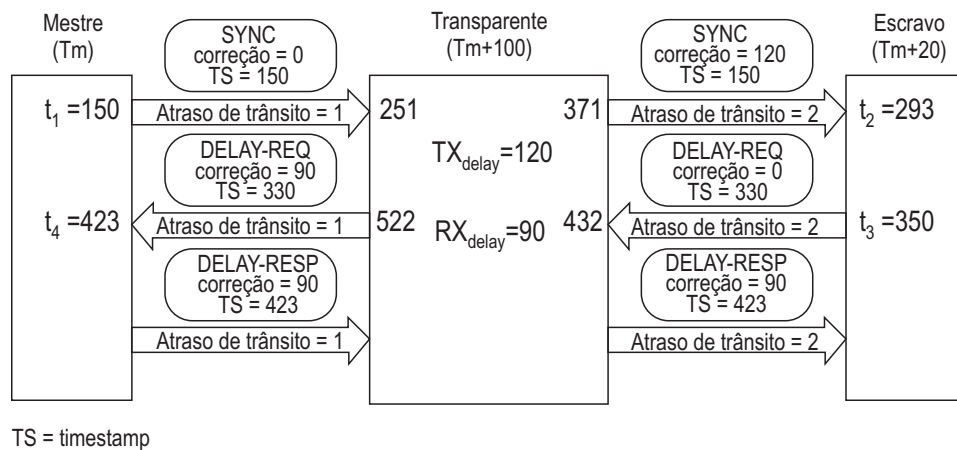 Mestre
(Tm)
Transparente
(Tm+100)
Escravo
(Tm+20)
SYNC
correção = 0
TS = 150
SYNC
correção = 120
TS = 150
t1 =150
Atraso de trânsito = 1
251
371
Atraso de trânsito = 2
t2 =293
TXdelay=120
DELAY-REQ
correção = 90
TS = 330
DELAY-REQ
correção = 0
TS = 330
t4 =423
Atraso de trânsito = 1
522
RXdelay=90
432
Atraso de trânsito = 2
t3 =350
DELAY-RESP
correção = 90
TS = 423
DELAY-RESP
correção = 90
TS = 423
Atraso de trânsito = 1
Atraso de trânsito = 2
TS = timestamp